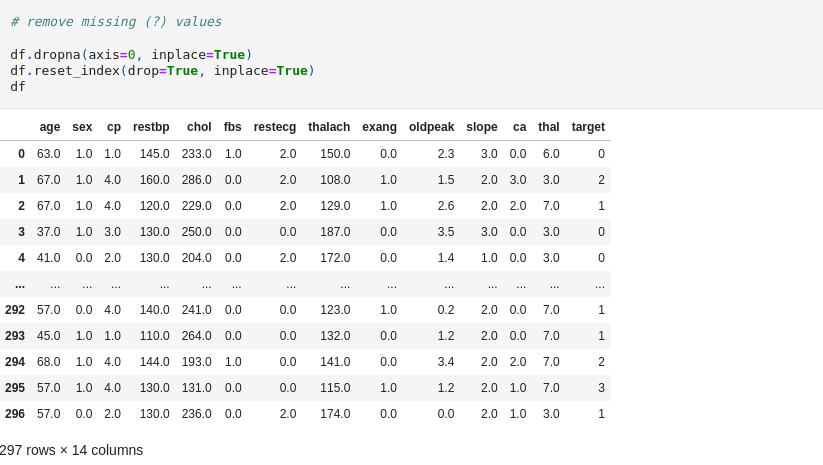 # remove missing (?) values
df.dropna(axis=0, inplace=True)
df.reset_index(drop=True, inplace=True)
df
age sex cp restbp chol fbs restecg thalach exang oldpeak slope ca thal target
0 63.0 1.0 1.0 145.0 233.0 1.0 2.0 150.0 0.0 2.3 3.0 0.0 6.0 0
1 67.0 1.0 4.0 160.0 286.0 0.0 2.0 108.0 1.0 1.5 2.0 3.0 3.0 2
2 67.0 1.0 4.0 120.0 229.0 0.0 2.0 129.0 1.0 2.6 2.0 2.0 7.0 1
3 37.0 1.0 3.0 130.0 250.0 0.0 0.0 187.0 0.0 3.5 3.0 0.0 3.0 0
4 41.0 0.0 2.0 130.0 204.0 0.0 2.0 172.0 0.0 1.4 1.0 0.0 3.0 0
... ... ... ... ... ... ... ... ... ... ... ... ... ... ...
292 57.0 0.0 4.0 140.0 241.0 0.0 0.0 123.0 1.0 0.2 2.0 0.0 7.0 1
293 45.0 1.0 1.0 110.0 264.0 0.0 0.0 132.0 0.0 1.2 2.0 0.0 7.0 1
294 68.0 1.0 4.0 144.0 193.0 1.0 0.0 141.0 0.0 3.4 2.0 2.0 7.0 2
295 57.0 1.0 4.0 130.0 131.0 0.0 0.0 115.0 1.0 1.2 2.0 1.0 7.0 3
296 57.0 0.0 2.0 130.0 236.0 0.0 2.0 174.0 0.0 0.0 2.0 1.0 3.0 1
297 rows × 14 columns